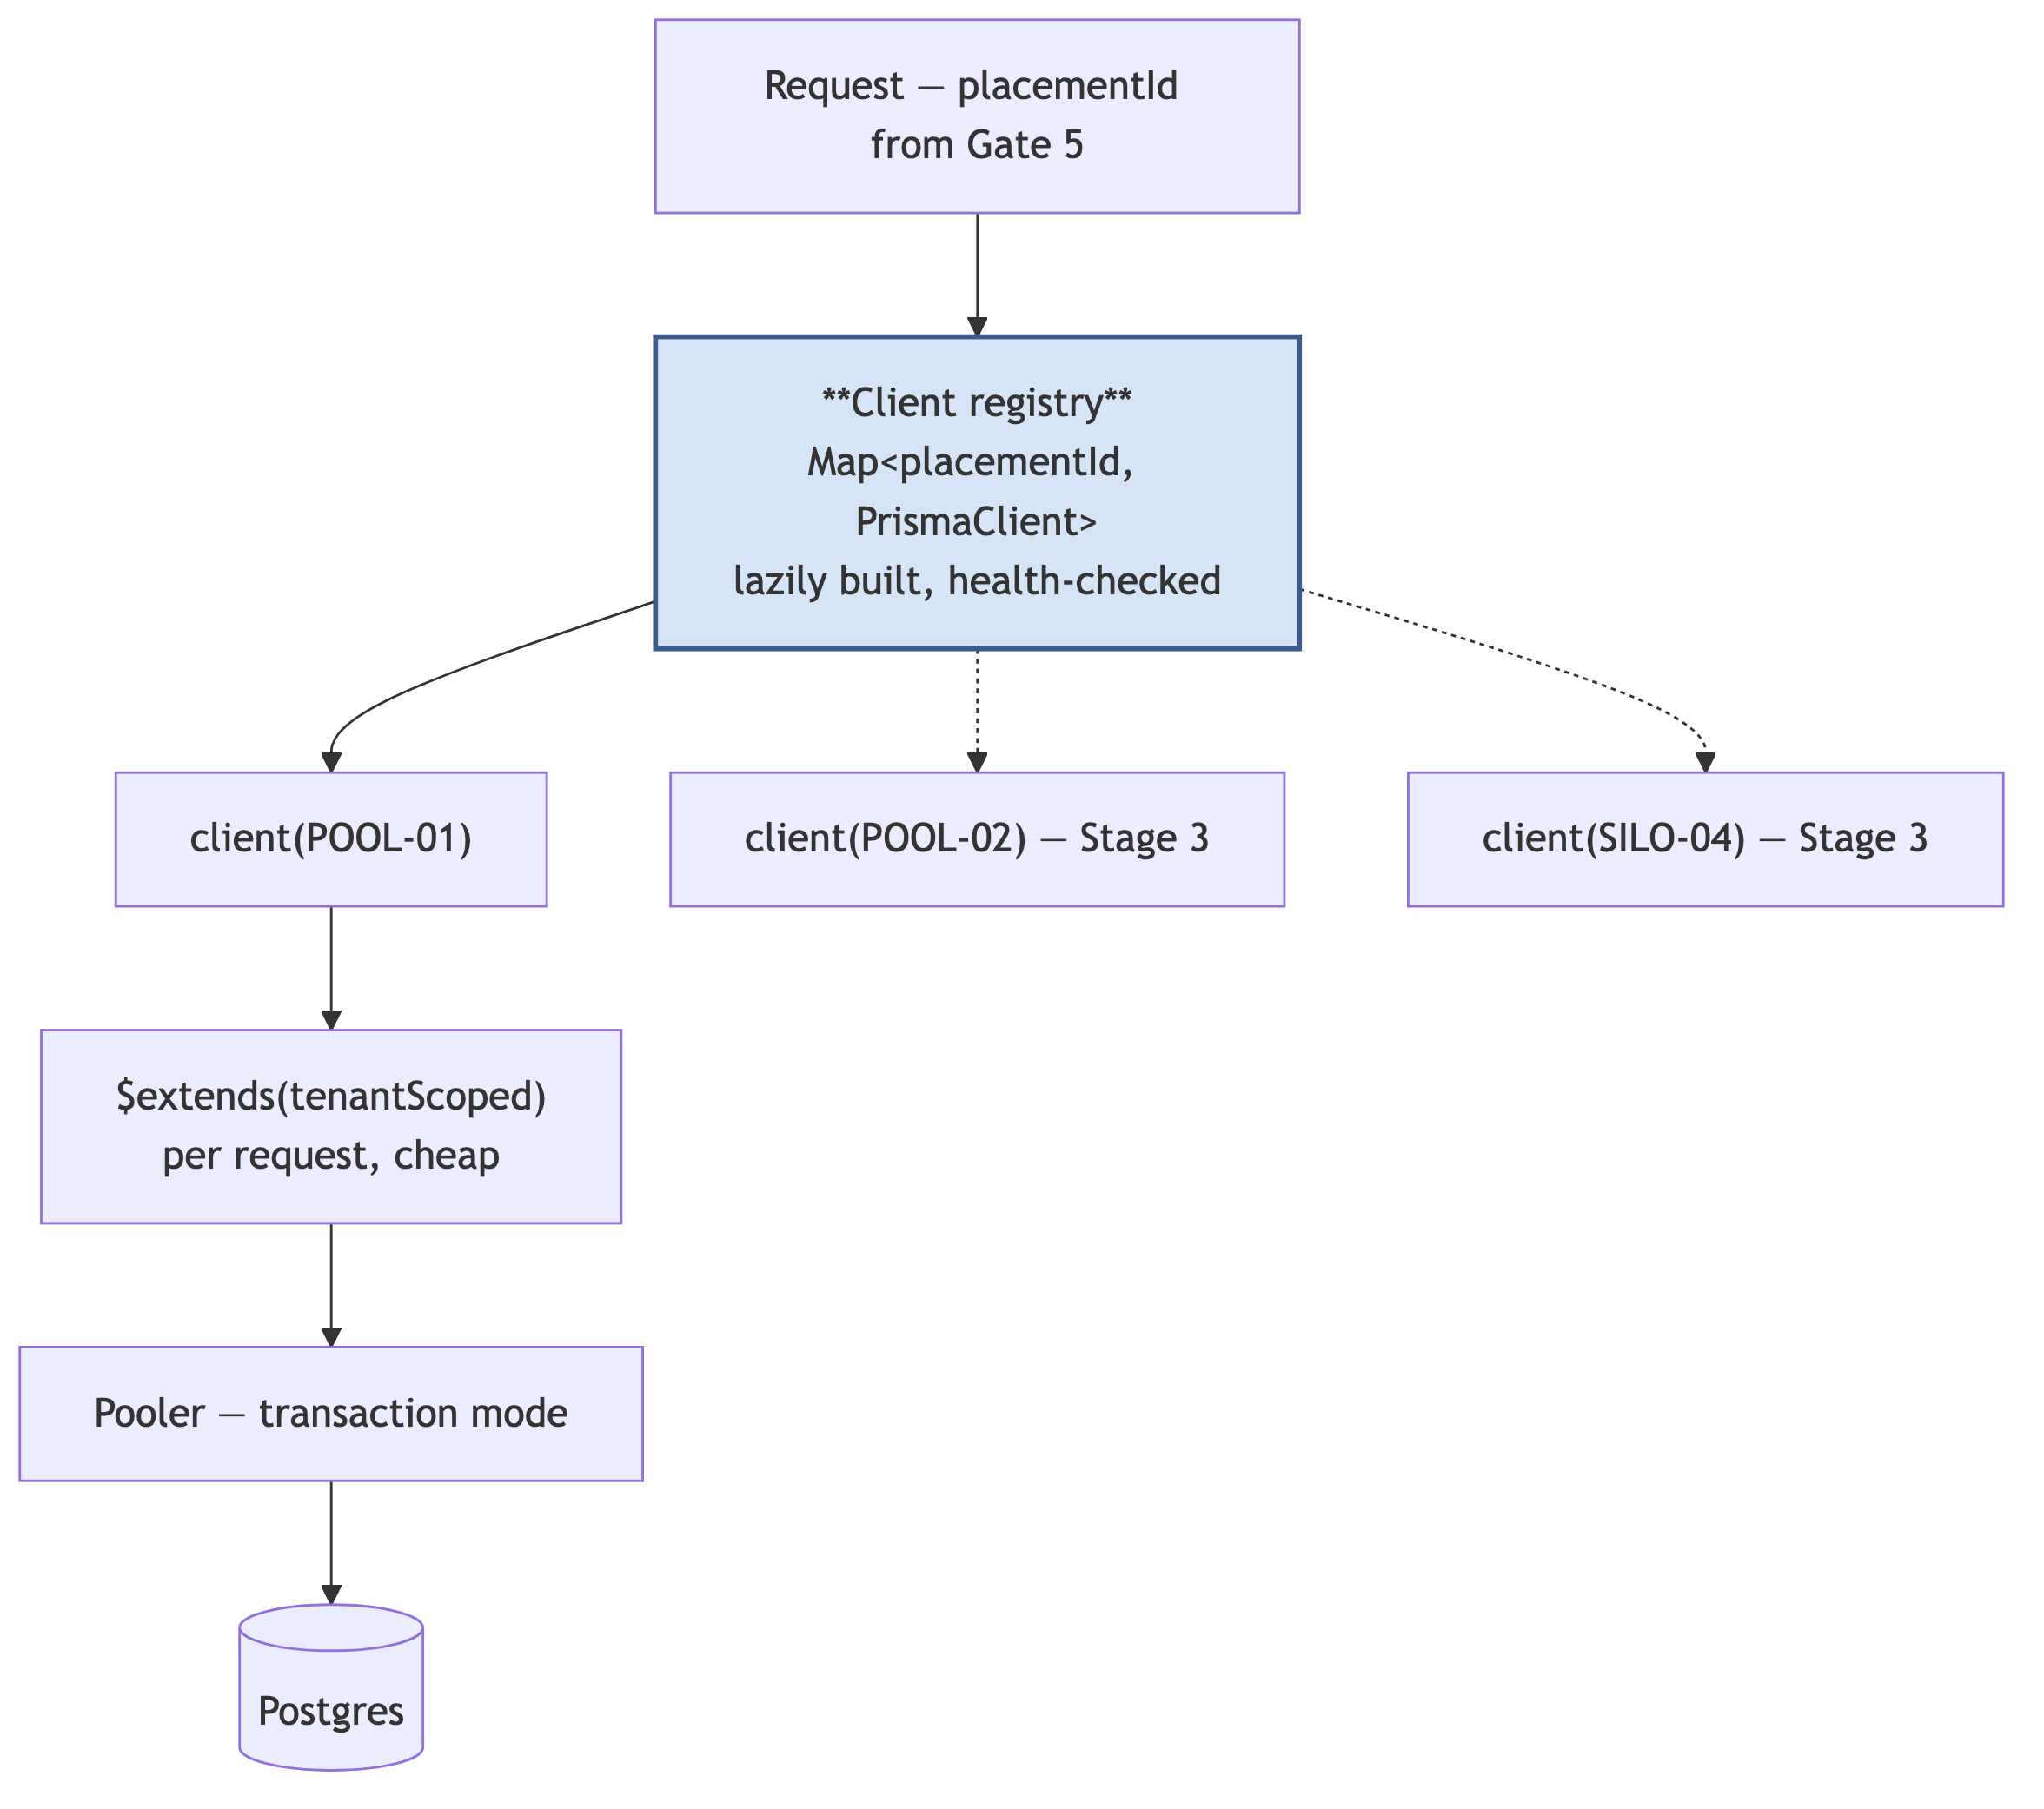 Request — placementId
from Gate 5
**Client registry**
Map<placementId,
PrismaClient>
lazily built, health-checked
client(POOL-01)
client(POOL-02) — Stage 3
client(SILO-04) — Stage 3
$extends(tenantScoped)
per request, cheap
Pooler — transaction mode
Postgres